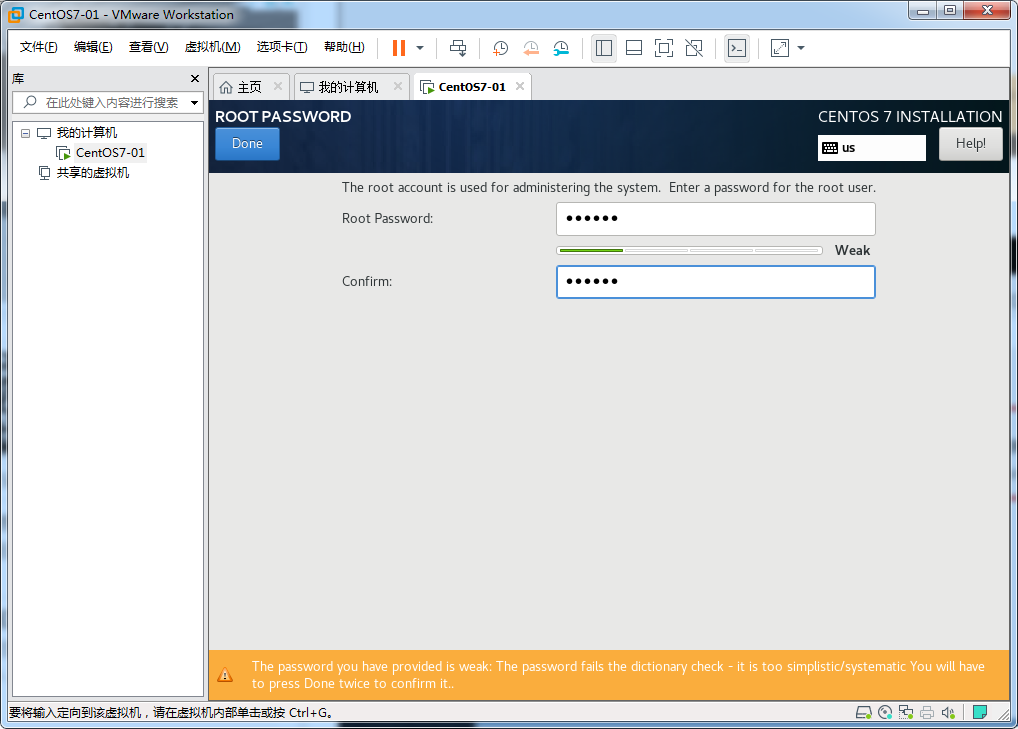 CentOS7-01 - VMware Workstation
文件(F) 编辑(E) 查看(V) 虚拟机(M) 选项卡(T) 帮助(H)
库
在此处键入内容进行搜索
我的计算机
CentOS7-01
共享的虚拟机
主页 我的计算机 CentOS7-01
ROOT PASSWORD
Done
CENTOS 7 INSTALLATION
us
Help!
The root account is used for administering the system. Enter a password for the root user.
Root Password: ••••••
Weak
Confirm: ••••••
The password you have provided is weak: The password fails the dictionary check - it is too simplistic/systematic You will have
to press Done twice to confirm it..
要将输入定向到该虚拟机，请在虚拟机内部单击或按 Ctrl+G。